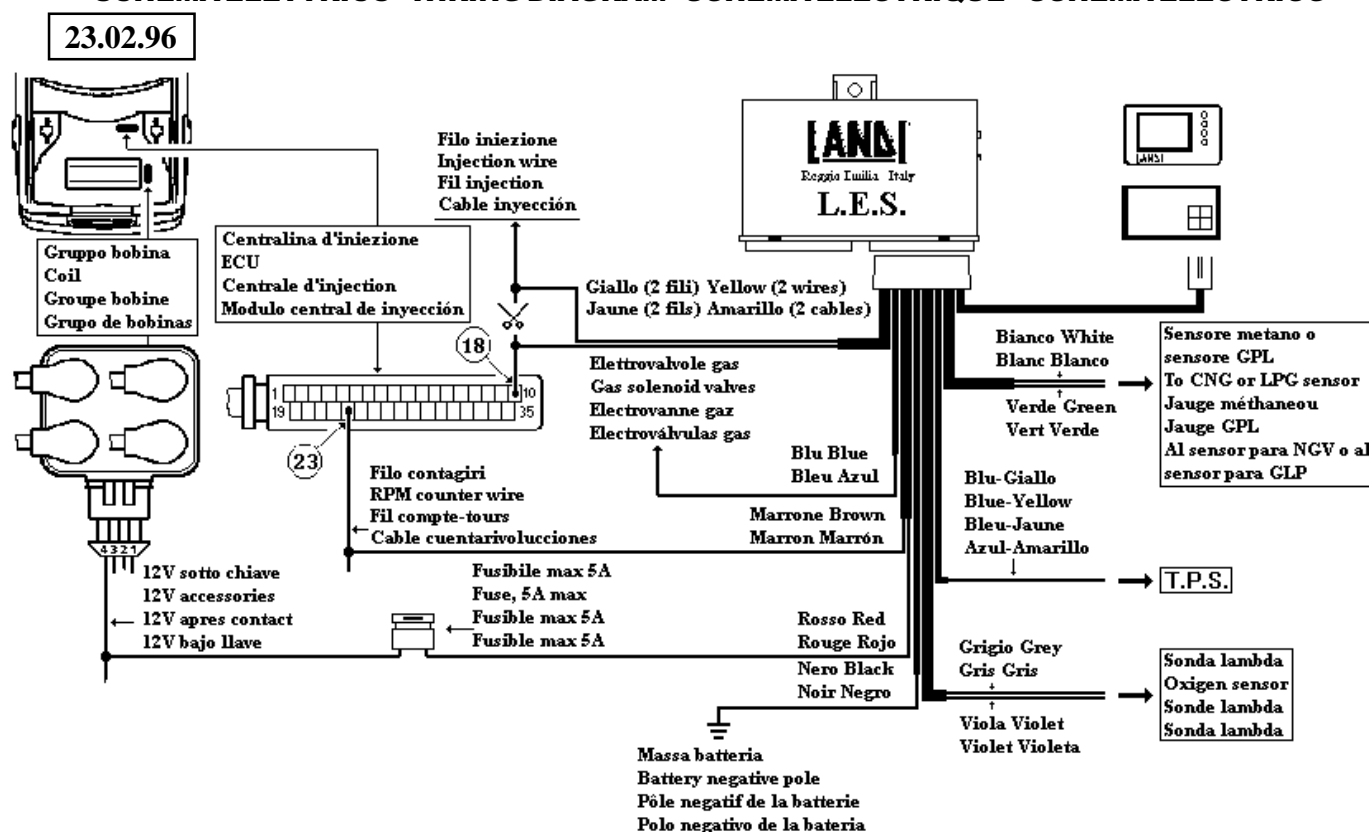 23.02.96
Filo iniezione
Injection wire
Fil injection
Cable inyección
LANDI
Reggio Emilia Italy
L.E.S.
LANDI
Gruppo bobina
Coil
Groupe bobine
Grupo de bobinas
Centralina d'iniezione
ECU
Centrale d'injection
Modulo central de inyección
Giallo (2 fili) Yellow (2 wires)
Jaune (2 fils) Amarillo (2 cables)
18
1
10
19
35
23
Elettrovalvole gas
Gas solenoid valves
Electrovanne gaz
Electroválvulas gas
Bianco White
Blanc Blanco
Verde Green
Vert Verde
Sensore metano o
sensore GPL
To CNG or LPG sensor
Jauge méthaneou
Jauge GPL
Al sensor para NGV o al
sensor para GLP
Blu Blue
Bleu Azul
Filo contagiri
RPM counter wire
Fil compte-tours
Cable cuentarivolucciones
Marrone Brown
Marron Marrón
Blu-Giallo
Blue-Yellow
Bleu-Jaune
Azul-Amarillo
T.P.S.
4321
12V sotto chiave
12V accessories
12V apres contact
12V bajo llave
Fusibile max 5A
Fuse, 5A max
Fusible max 5A
Fusible max 5A
Rosso Red
Rouge Rojo
Nero Black
Noir Negro
Grigio Grey
Gris Gris
Viola Violet
Violet Violeta
Sonda lambda
Oxigen sensor
Sonde lambda
Sonda lambda
Massa batteria
Battery negative pole
Pôle negatif de la batterie
Polo negativo de la bateria